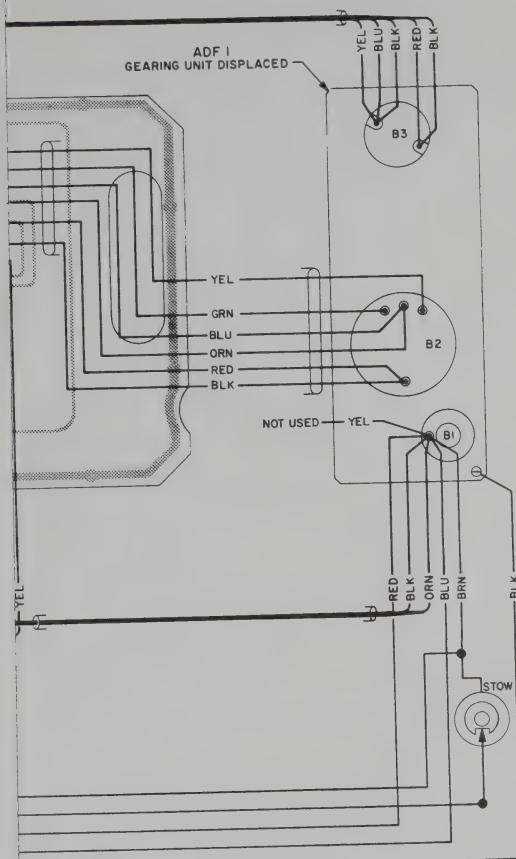 YEL
BLU
BLK
RED
BLK
ADF I
GEARING UNIT DISPLACED
B3
YEL
GRN
BLU
ORN
RED
BLK
B2
NOT USED YEL
B1
YEL
RED
BLK
ORN
BLU
BRN
BLK
STOW